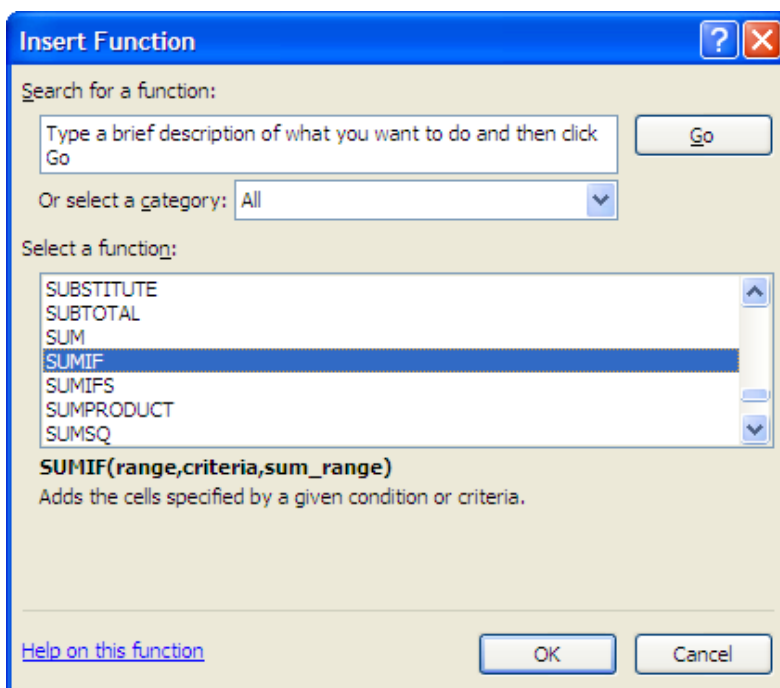 Insert Function
?
Search for a function:
Type a brief description of what you want to do and then click
Go
Go
Or select a category: All
Select a function:
SUBSTITUTE
SUBTOTAL
SUM
SUMIF
SUMIFS
SUMPRODUCT
SUMSQ
SUMIF(range,criteria,sum_range)
Adds the cells specified by a given condition or criteria.
Help on this function
OK
Cancel